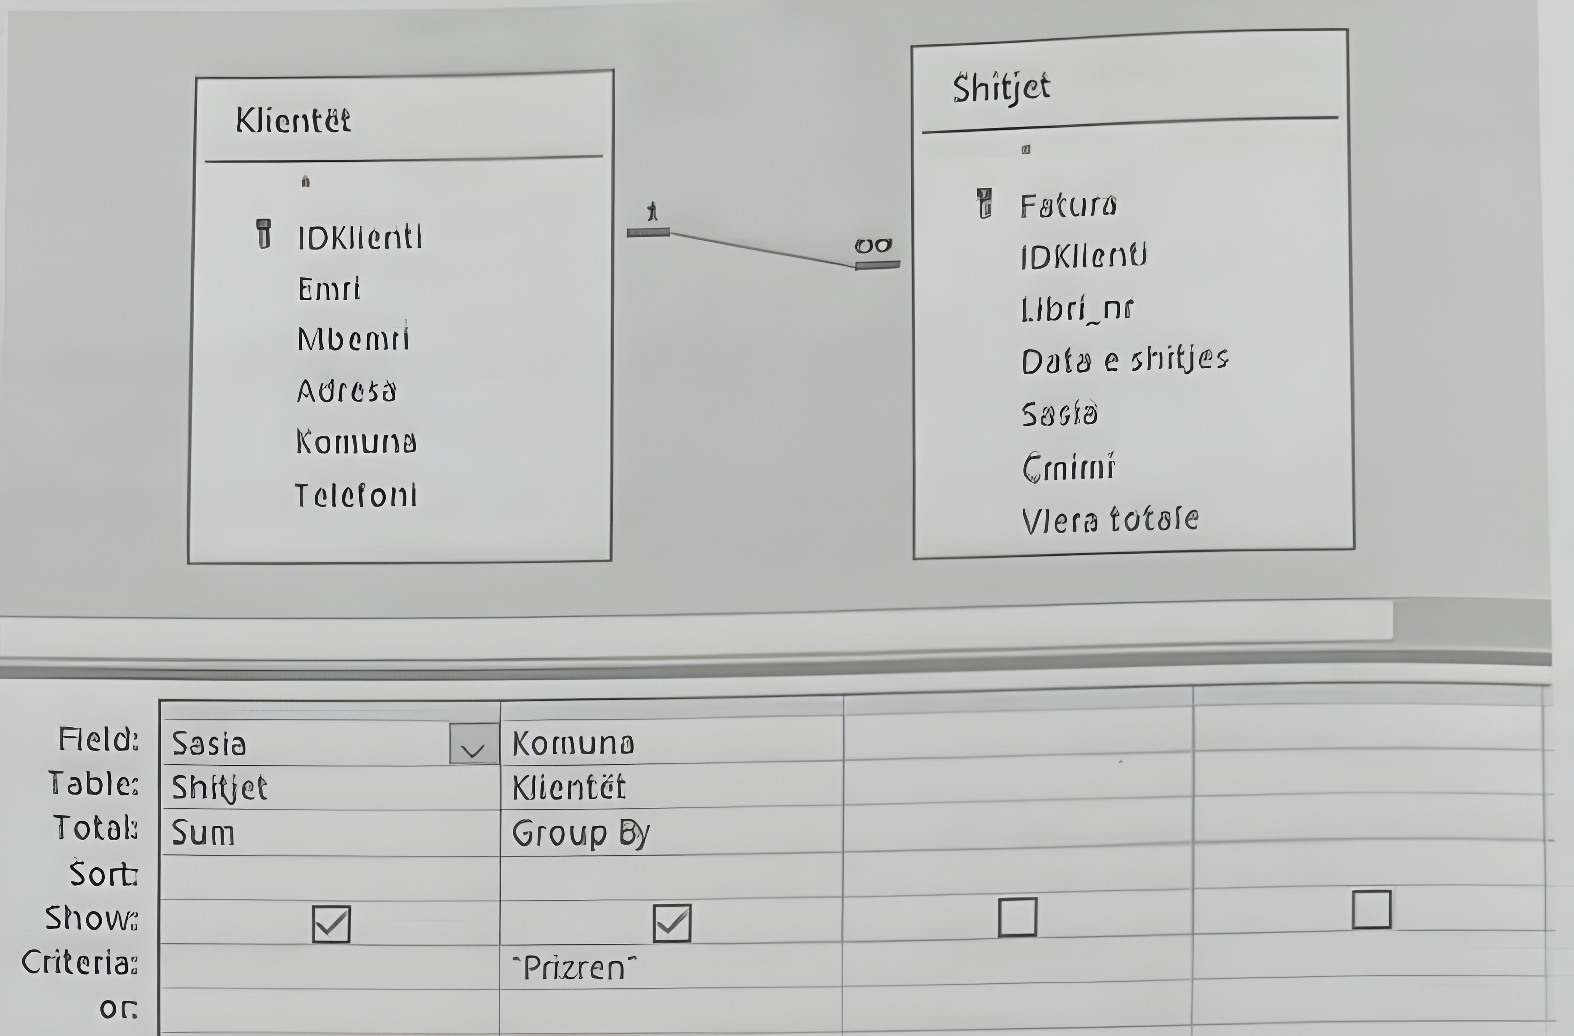 Klientët
IDKlienti
Emri
Mbemri
Adresa
Komuna
Telefoni
1
∞
Shitjet
Fatura
IDKlienti
Libri_nr
Data e shitjes
Sasia
Çmimi
Vlera totale
Field: Sasia Komuna
Table: Shitjet Klientët
Total: Sum Group By
Sort:
Show:
Criteria: "Prizren"
or: